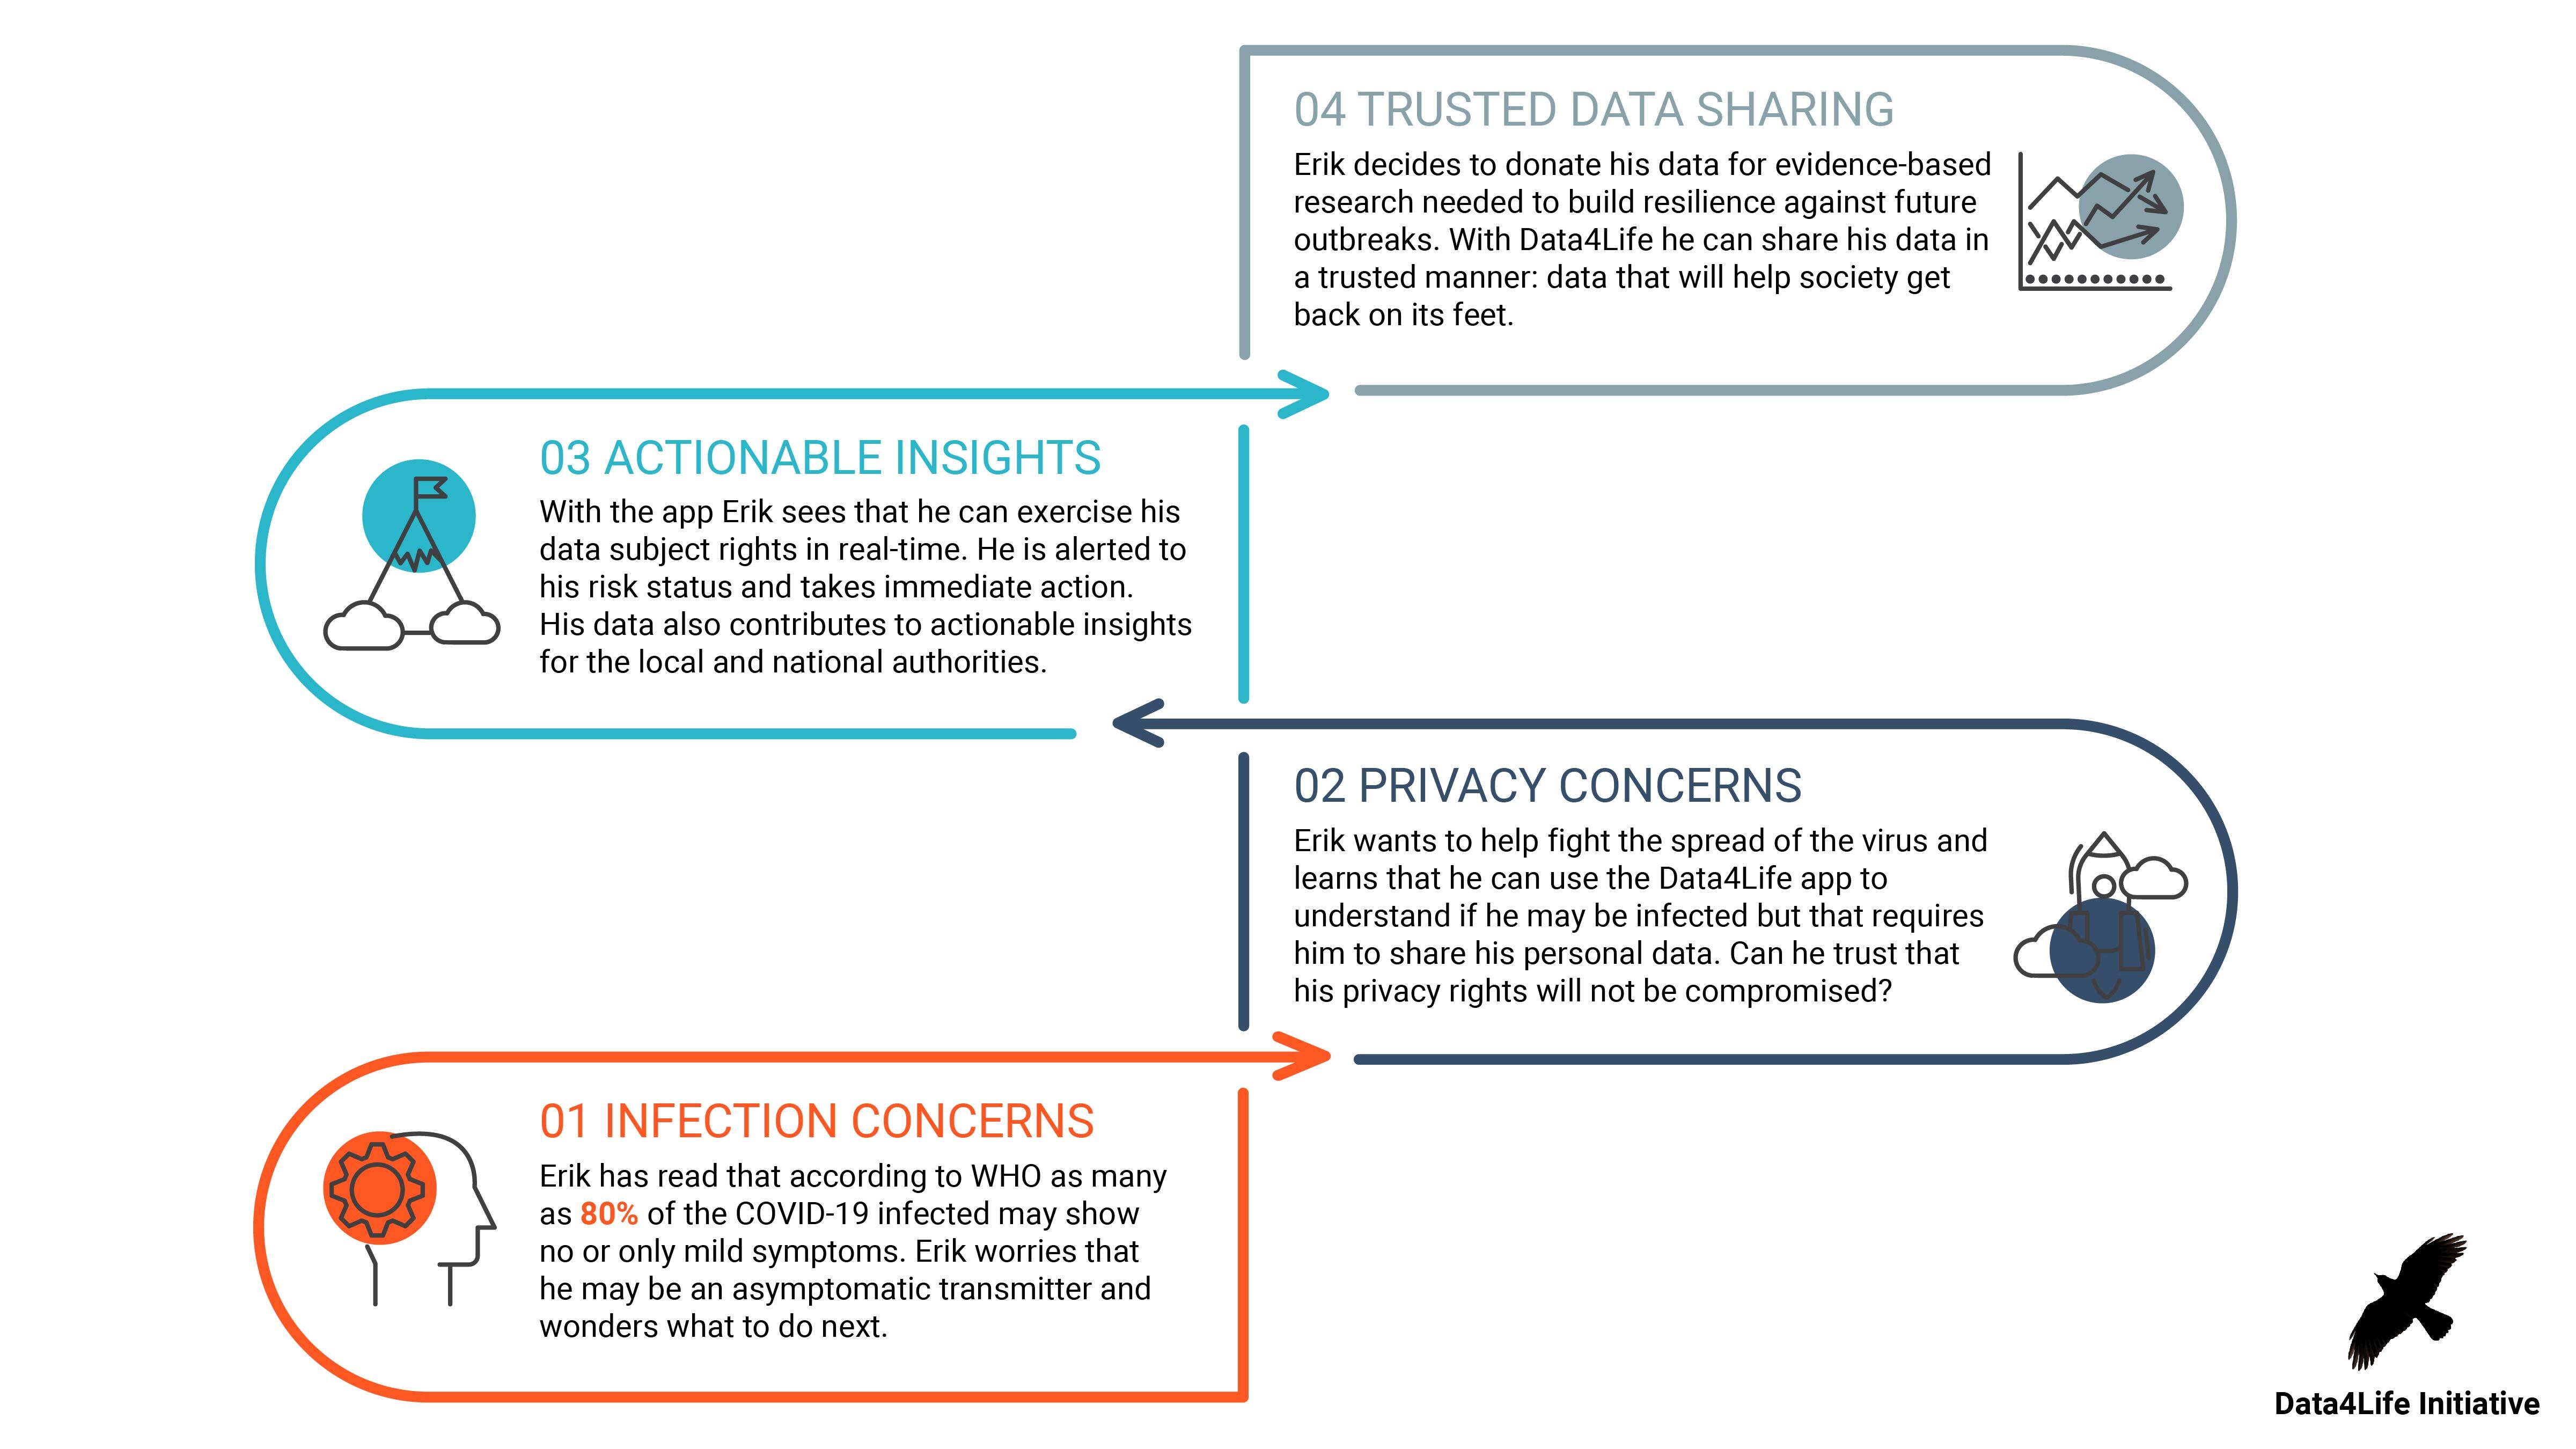 04 TRUSTED DATA SHARING
Erik decides to donate his data for evidence-based
research needed to build resilience against future
outbreaks. With Data4Life he can share his data in
a trusted manner: data that will help society get
back on its feet.
03 ACTIONABLE INSIGHTS
With the app Erik sees that he can exercise his
data subject rights in real-time. He is alerted to
his risk status and takes immediate action.
His data also contributes to actionable insights
for the local and national authorities.
02 PRIVACY CONCERNS
Erik wants to help fight the spread of the virus and
learns that he can use the Data4Life app to
understand if he may be infected but that requires
him to share his personal data. Can he trust that
his privacy rights will not be compromised?
01 INFECTION CONCERNS
Erik has read that according to WHO as many
as 80% of the COVID-19 infected may show
no or only mild symptoms. Erik worries that
he may be an asymptomatic transmitter and
wonders what to do next.
Data4Life Initiative